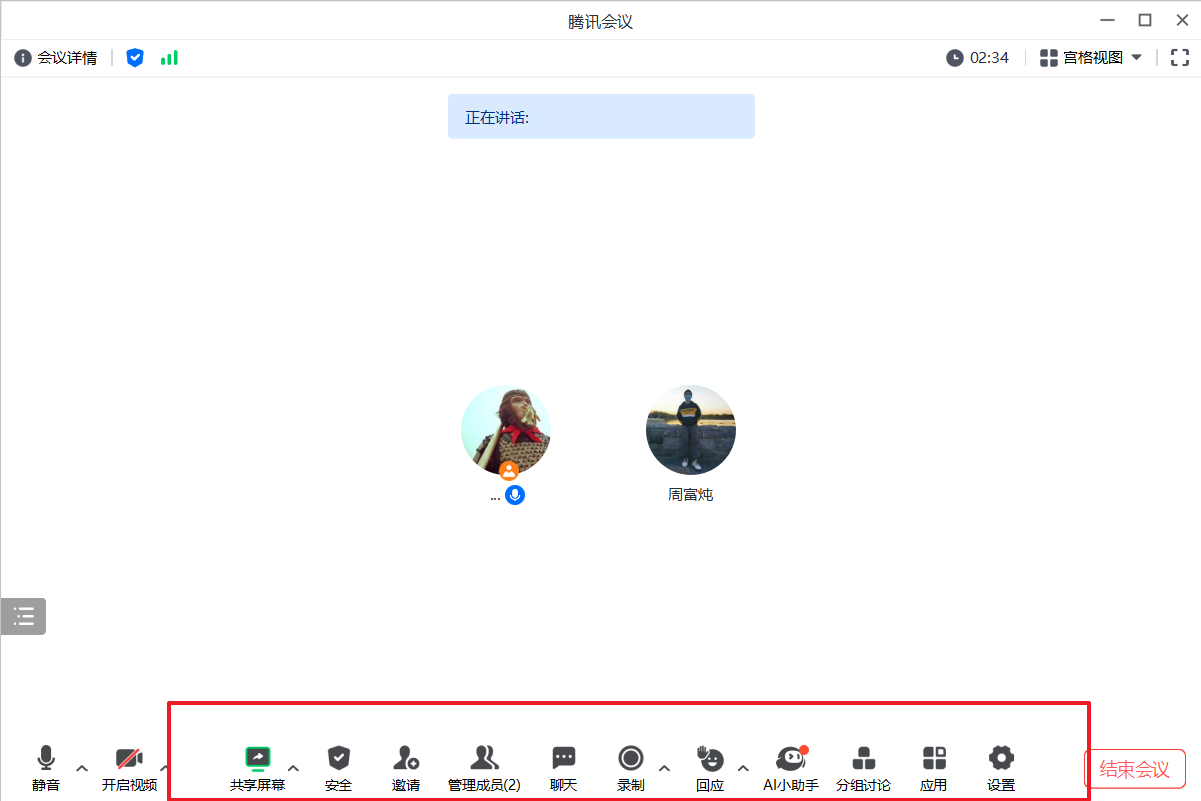 腾讯会议
会议详情
02:34
宫格视图
正在讲话:
...
周富炖
静音
开启视频
共享屏幕
安全
邀请
管理成员(2)
聊天
录制
回应
AI小助手
分组讨论
应用
设置
结束会议